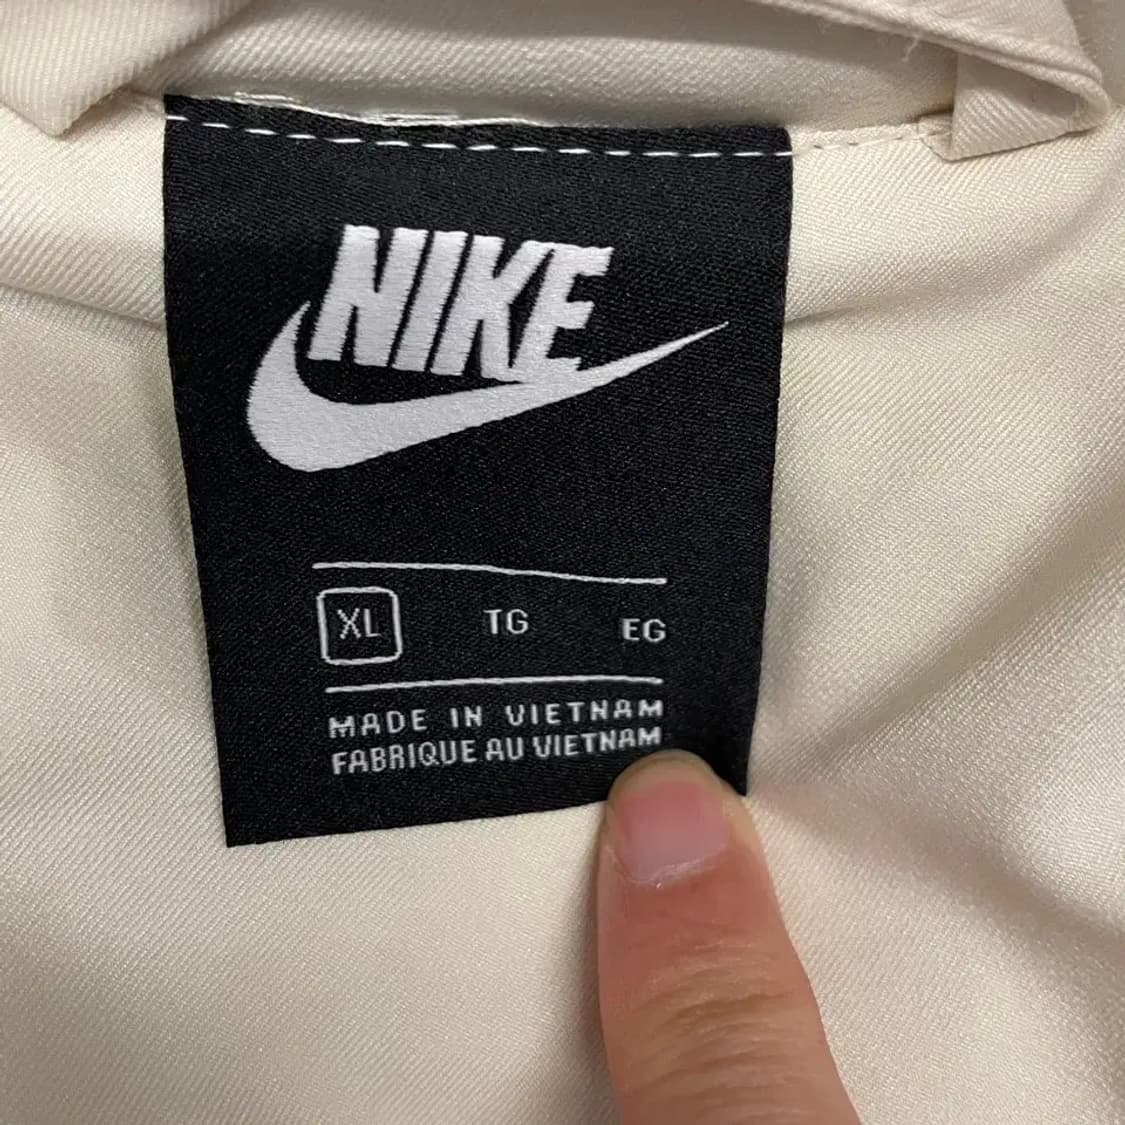 NIKE
XL TG EG
MADE IN VIETNAM
FABRIQUE AU VIETNAM